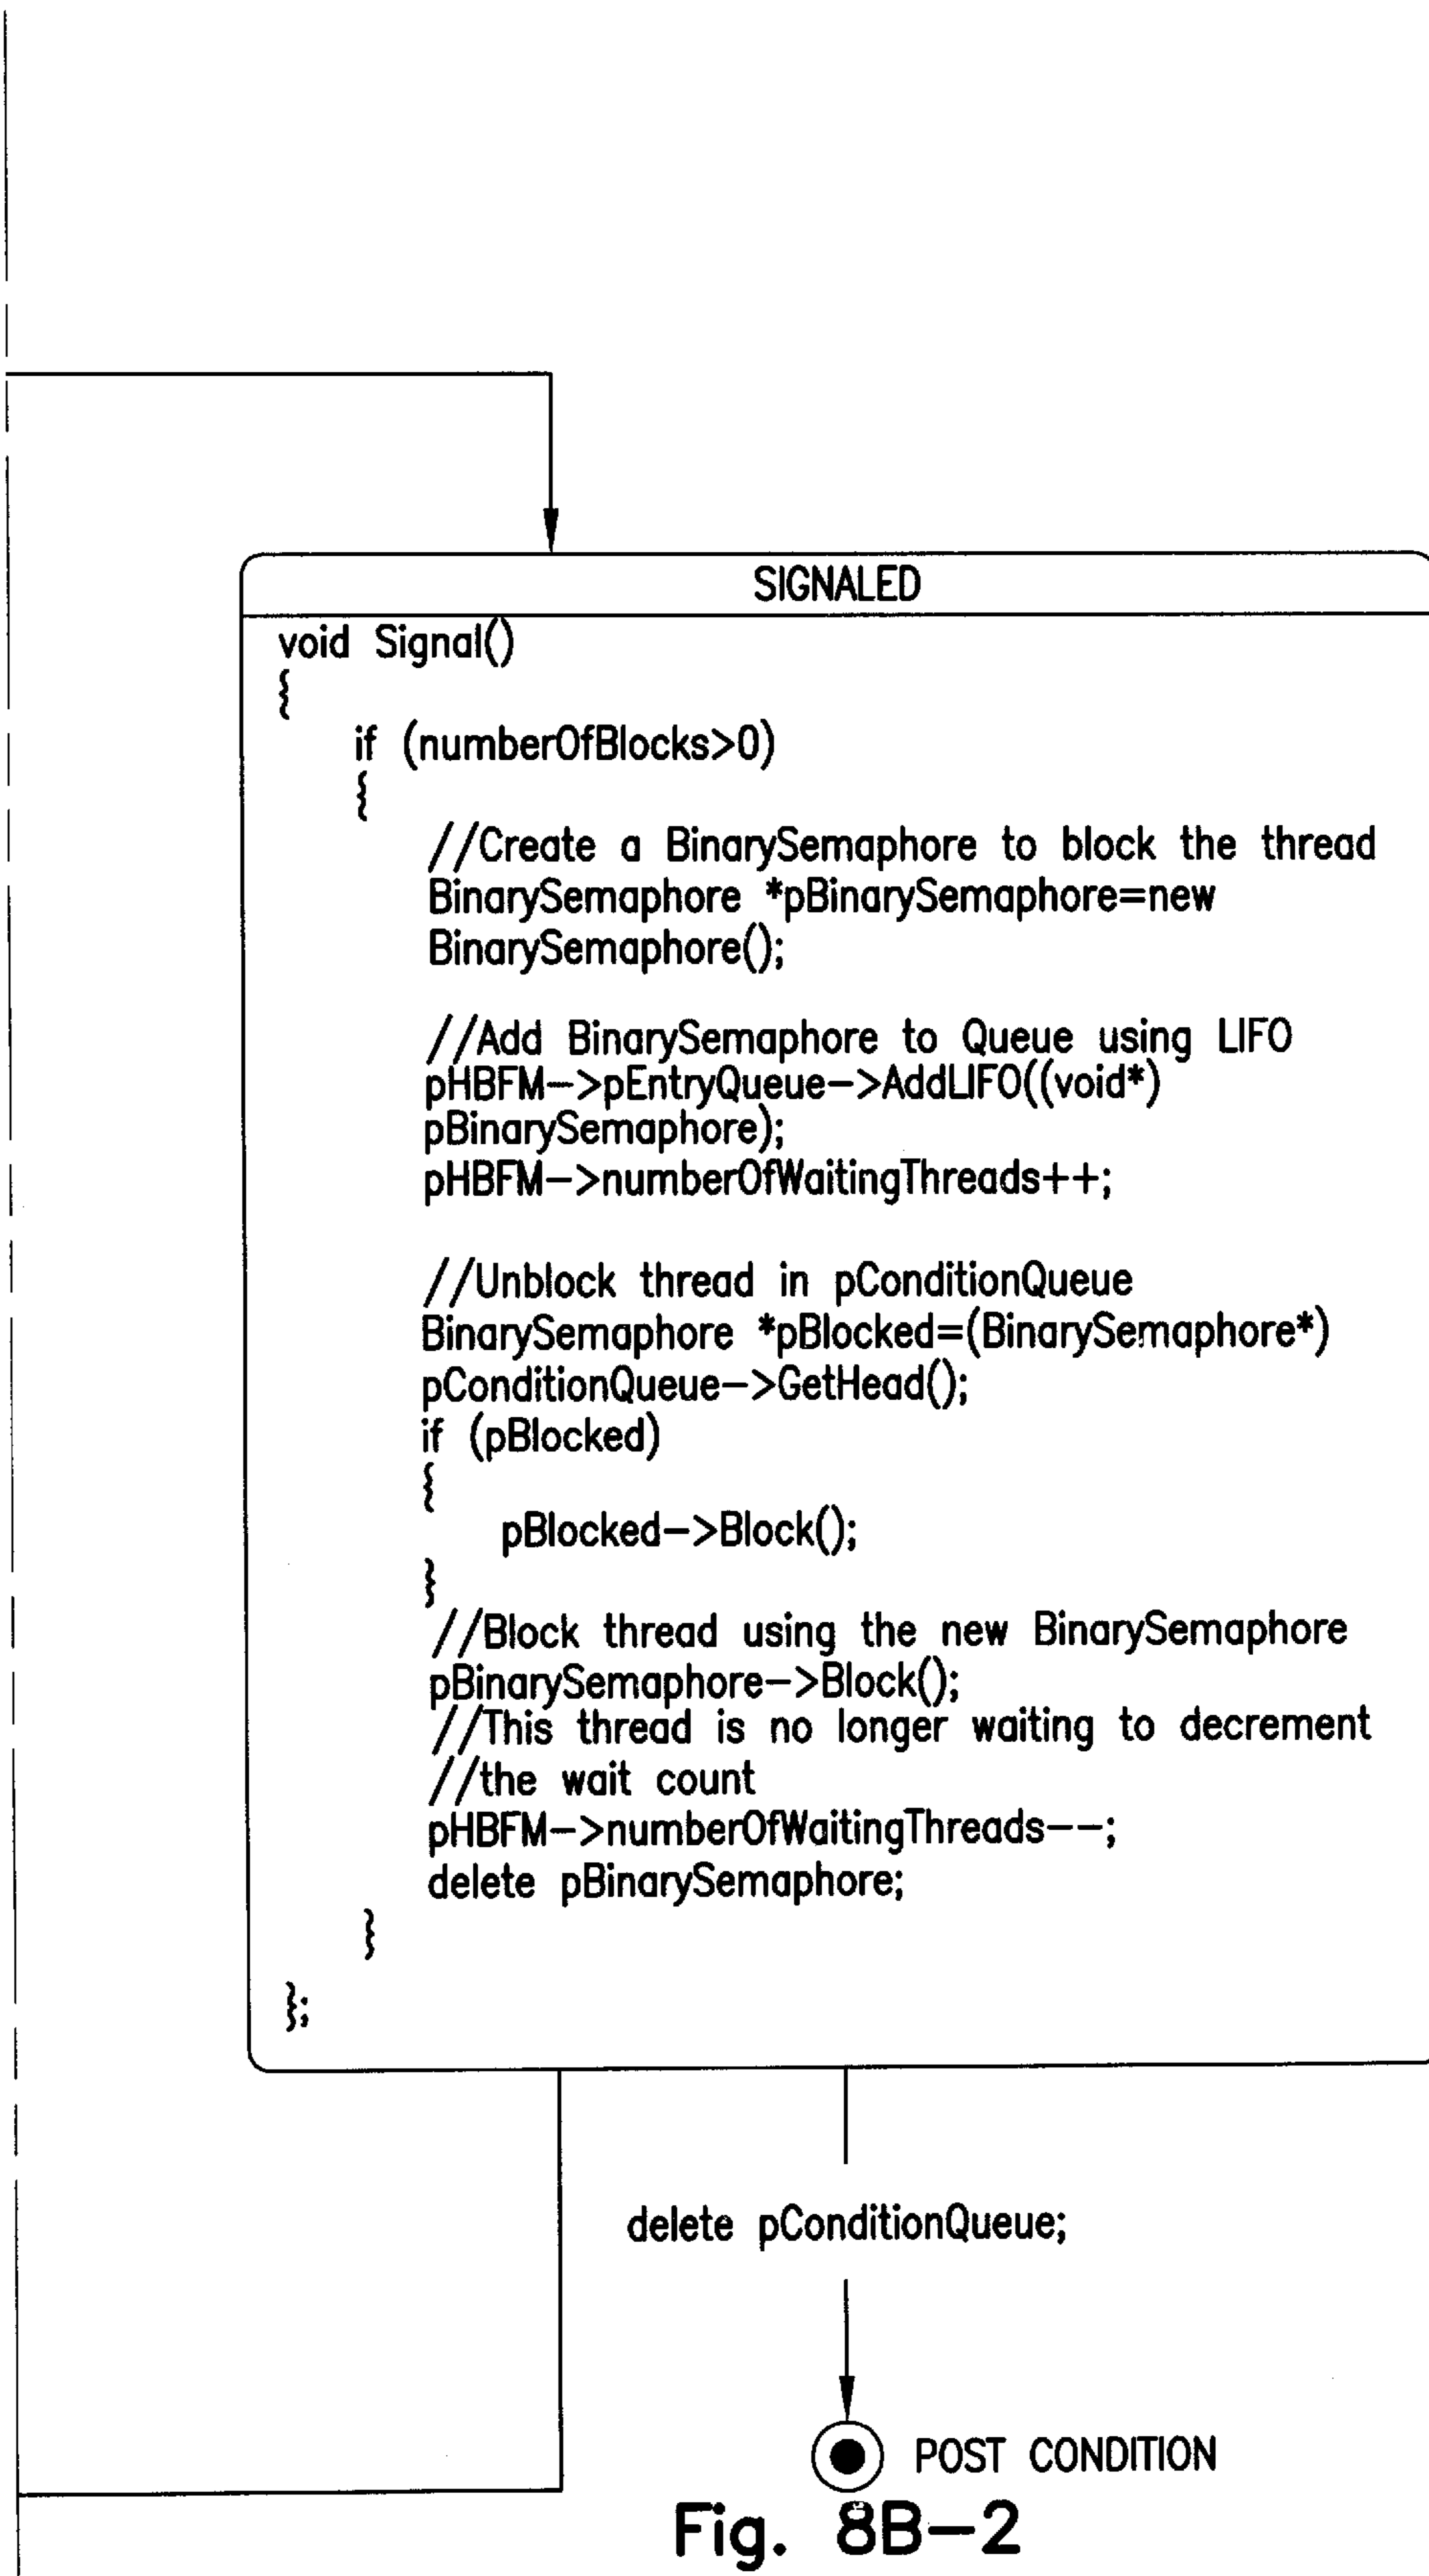 SIGNALED
void Signal()
{
if (numberOfBlocks>0)
{
//Create a BinarySemaphore to block the thread
BinarySemaphore *pBinarySemaphore=new
BinarySemaphore();
//Add BinarySemaphore to Queue using LIFO
pHBFM->pEntryQueue->AddLIFO((void*)
pBinarySemaphore);
pHBFM->numberOfWaitingThreads++;
//Unblock thread in pConditionQueue
BinarySemaphore *pBlocked=(BinarySemaphore*)
pConditionQueue->GetHead();
if (pBlocked)
{
pBlocked->Block();
}
//Block thread using the new BinarySemaphore
pBinarySemaphore->Block();
//This thread is no longer waiting to decrement
//the wait count
pHBFM->numberOfWaitingThreads--;
delete pBinarySemaphore;
}
};
delete pConditionQueue;
POST CONDITION
Fig. 8B-2